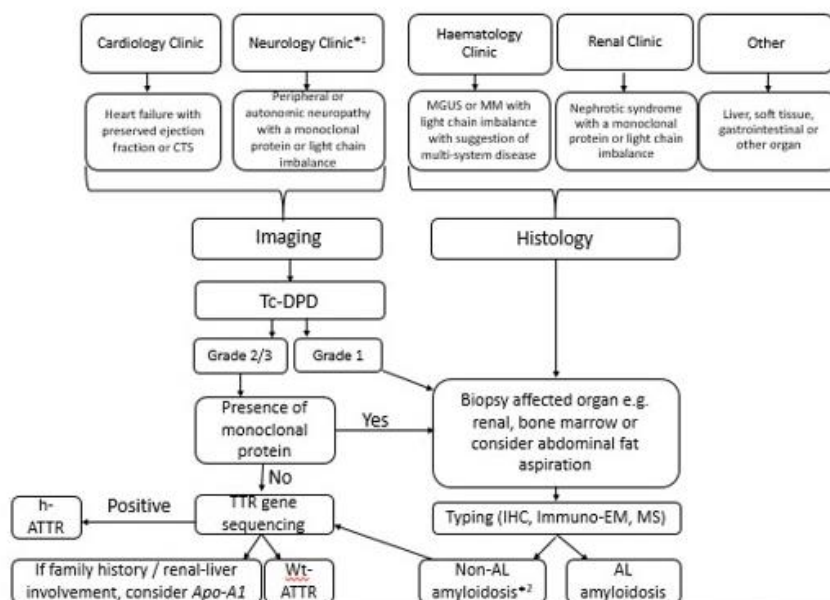 Cardiology Clinic
Neurology Clinic*1
Haematology
Clinic
Renal Clinic
Other
Heart failure with
preserved ejection
fraction or CTS
Peripheral or
autonomic neuropathy
with a monoclonal
protein or light chain
imbalance
MGUS or MM with
light chain imbalance
with suggestion of
multi-system disease
Nephrotic syndrome
with a monoclonal
protein or light chain
imbalance
Liver, soft tissue,
gastrointestinal or
other organ
Imaging
Histology
Tc-DPD
Grade 2/3
Grade 1
Presence of
monoclonal
protein
Yes
Biopsy affected organ e.g.
renal, bone marrow or
consider abdominal fat
aspiration
No
h-
ATTR
Positive
TTR gene
sequencing
Typing (IHC, Immuno-EM, MS)
If family history / renal-liver
involvement, consider Apo-A1
Wt-
ATTR
Non-AL
amyloidosis*2
AL
amyloidosis